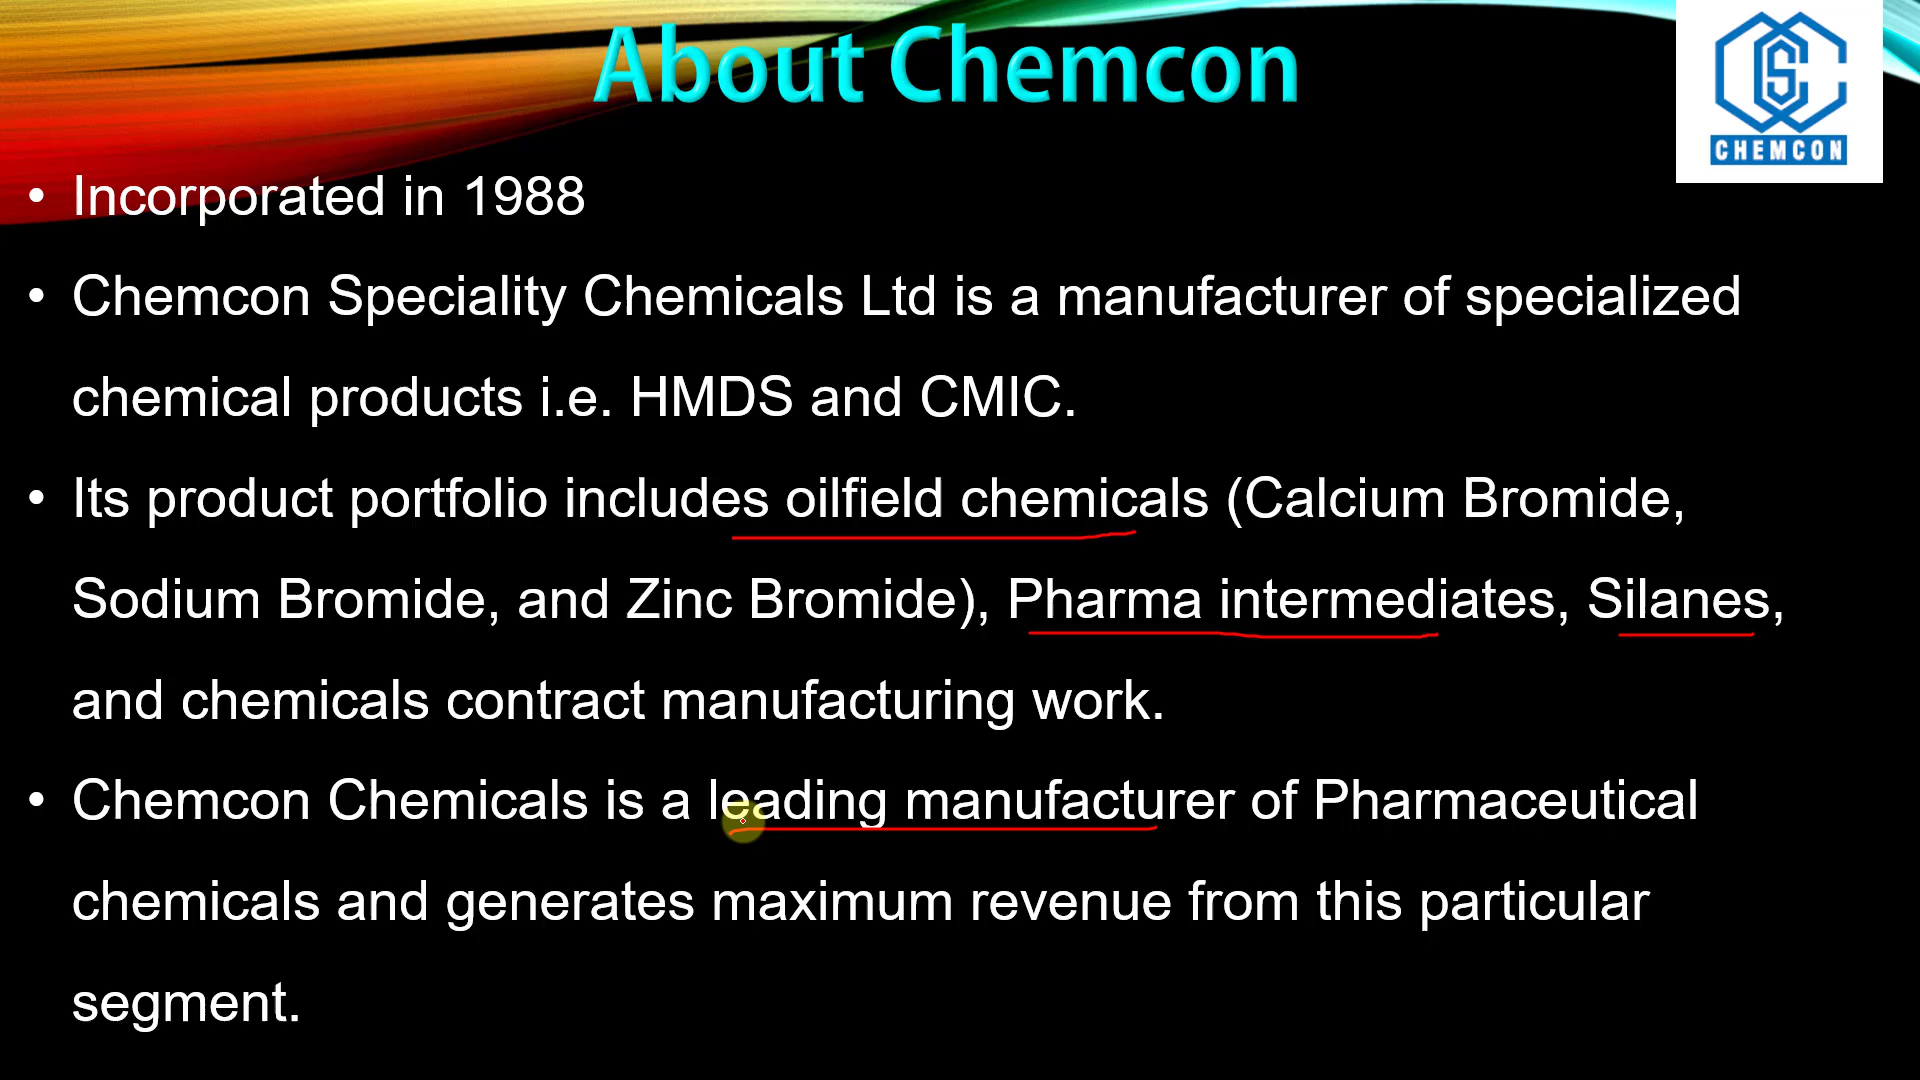 About Chemcon
CHEMCON
• Incorporated in 1988
• Chemcon Speciality Chemicals Ltd is a manufacturer of specialized
chemical products i.e. HMDS and CMIC.
• Its product portfolio includes oilfield chemicals (Calcium Bromide,
Sodium Bromide, and Zinc Bromide), Pharma intermediates, Silanes,
and chemicals contract manufacturing work.
• Chemcon Chemicals is a leading manufacturer of Pharmaceutical
chemicals and generates maximum revenue from this particular
segment.